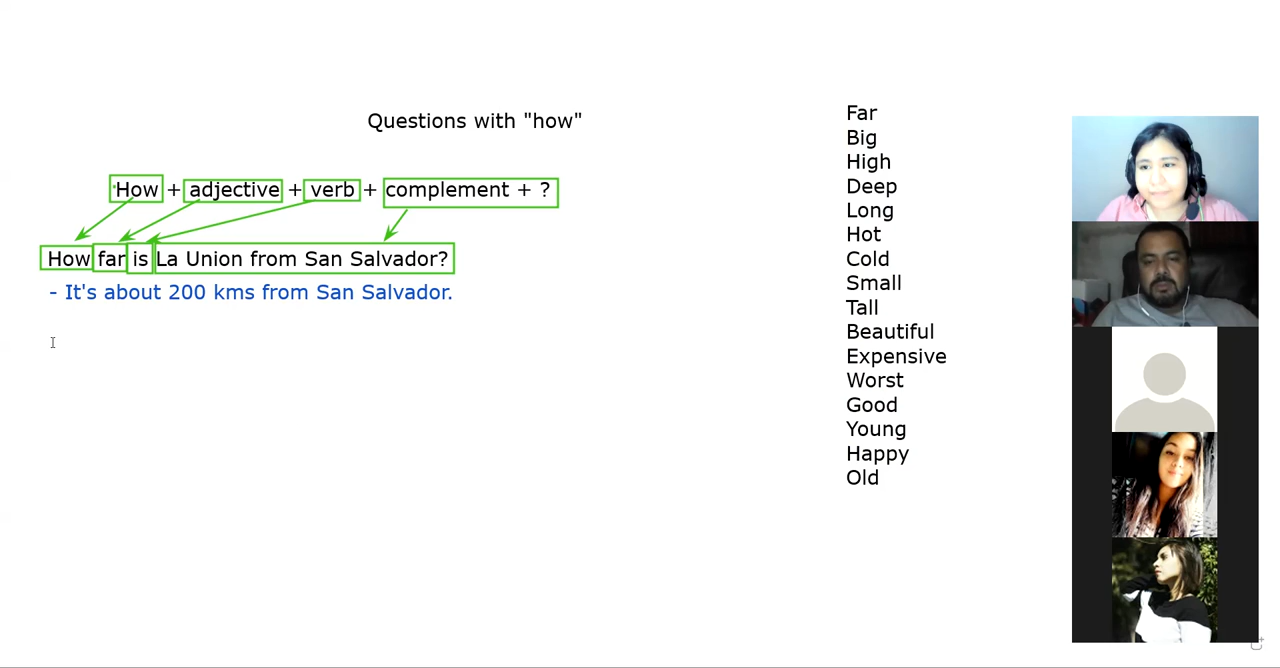 Questions with "how"
How + adjective + verb + complement + ?
How far is La Union from San Salvador?
- It's about 200 kms from San Salvador.
Far
Big
High
Deep
Long
Hot
Cold
Small
Tall
Beautiful
Expensive
Worst
Good
Young
Happy
Old